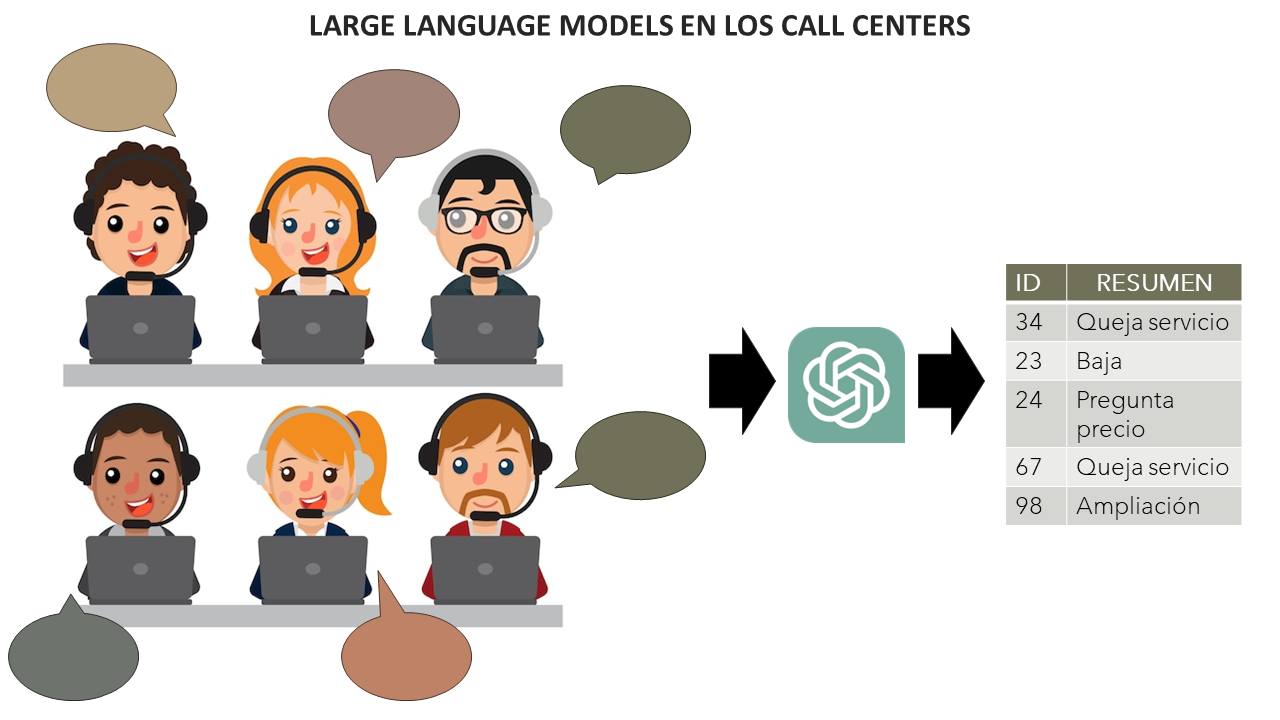 LARGE LANGUAGE MODELS EN LOS CALL CENTERS
ID RESUMEN
34 Queja servicio
23 Baja
24 Pregunta
precio
67 Queja servicio
98 Ampliación